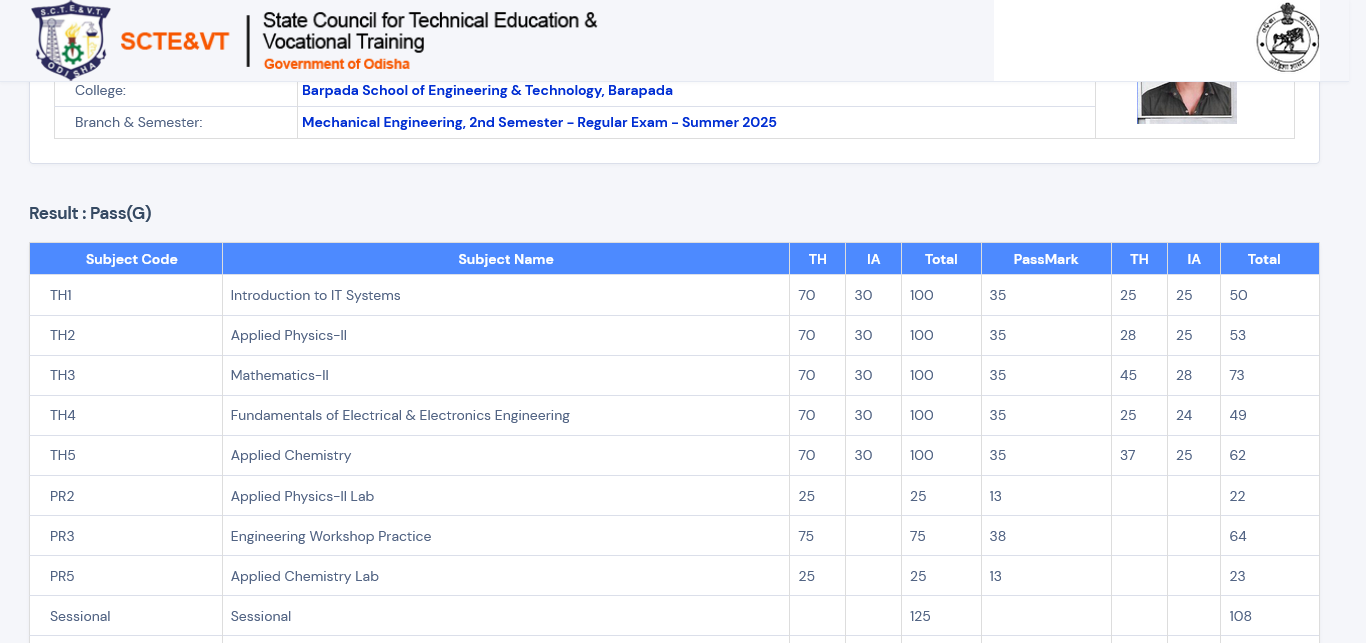 S.C.T.E.&V.T.
ODISHA
SCTE&VT
State Council for Technical Education &
Vocational Training
Government of Odisha
College: Barpada School of Engineering & Technology, Barapada
Branch & Semester: Mechanical Engineering, 2nd Semester - Regular Exam - Summer 2025
Result : Pass(G)
Subject Code Subject Name TH IA Total PassMark TH IA Total
TH1 Introduction to IT Systems 70 30 100 35 25 25 50
TH2 Applied Physics-II 70 30 100 35 28 25 53
TH3 Mathematics-II 70 30 100 35 45 28 73
TH4 Fundamentals of Electrical & Electronics Engineering 70 30 100 35 25 24 49
TH5 Applied Chemistry 70 30 100 35 37 25 62
PR2 Applied Physics-II Lab 25 25 13 22
PR3 Engineering Workshop Practice 75 75 38 64
PR5 Applied Chemistry Lab 25 25 13 23
Sessional Sessional 125 108